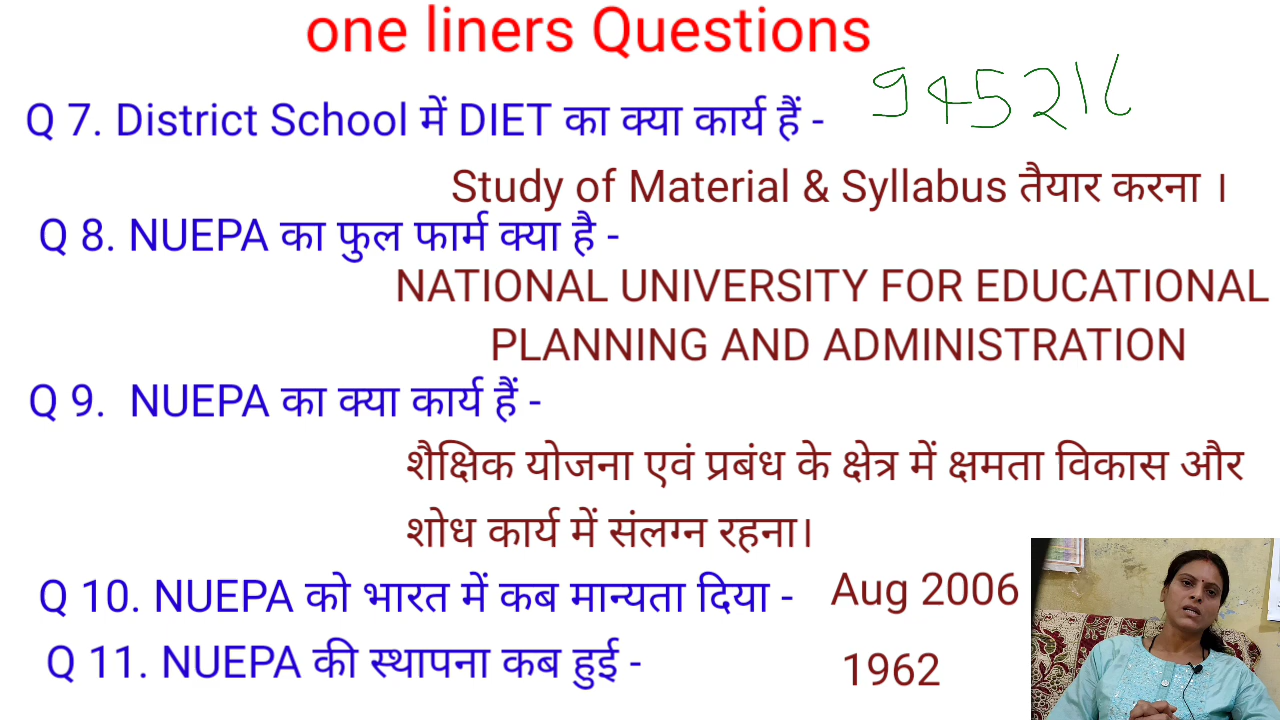 one liners Questions
Q 7. District School में DIET का क्या कार्य हैं -
945216
Study of Material & Syllabus तैयार करना ।
Q 8. NUEPA का फुल फार्म क्या है -
NATIONAL UNIVERSITY FOR EDUCATIONAL
PLANNING AND ADMINISTRATION
Q 9. NUEPA का क्या कार्य हैं -
शैक्षिक योजना एवं प्रबंध के क्षेत्र में क्षमता विकास और
शोध कार्य में संलग्न रहना।
Q 10. NUEPA को भारत में कब मान्यता दिया - Aug 2006
Q 11. NUEPA की स्थापना कब हुई - 1962